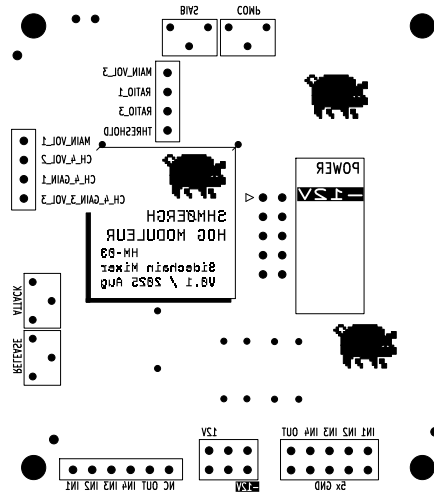 BIAS
COMP
MAIN_VOL_3
RATIO_1
RATIO_3
THRESHOLD
MAIN_VOL_1
CH_4_VOL_2
CH_4_GAIN_1
CH_4_GAIN_3_VOL_3
POWER
-12V
SHMØERGH
HOG MODULEUR
HM-03
Sidechain Mixer
V0.1 / 2025 Aug
ATTACK
RELEASE
12V
-12V
IN1 IN2 IN3 IN4 OUT
5x GND
NC OUT IN4 IN3 IN2 IN1